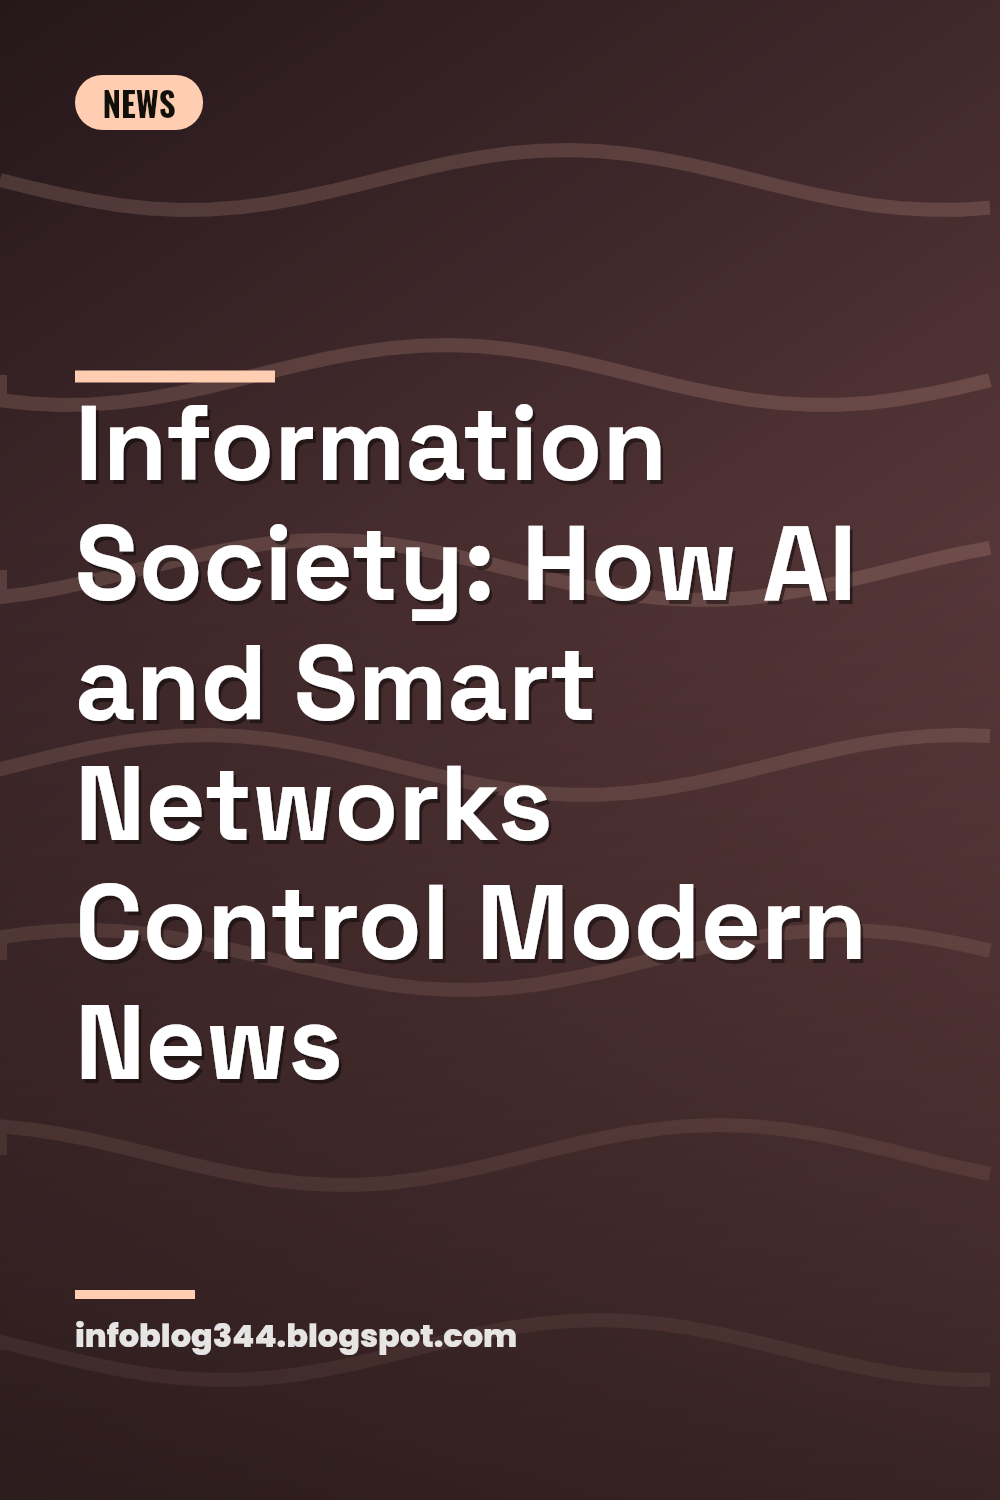 NEWS
Information
Society: How AI
and Smart
Networks
Control Modern
News
infoblog344.blogspot.com